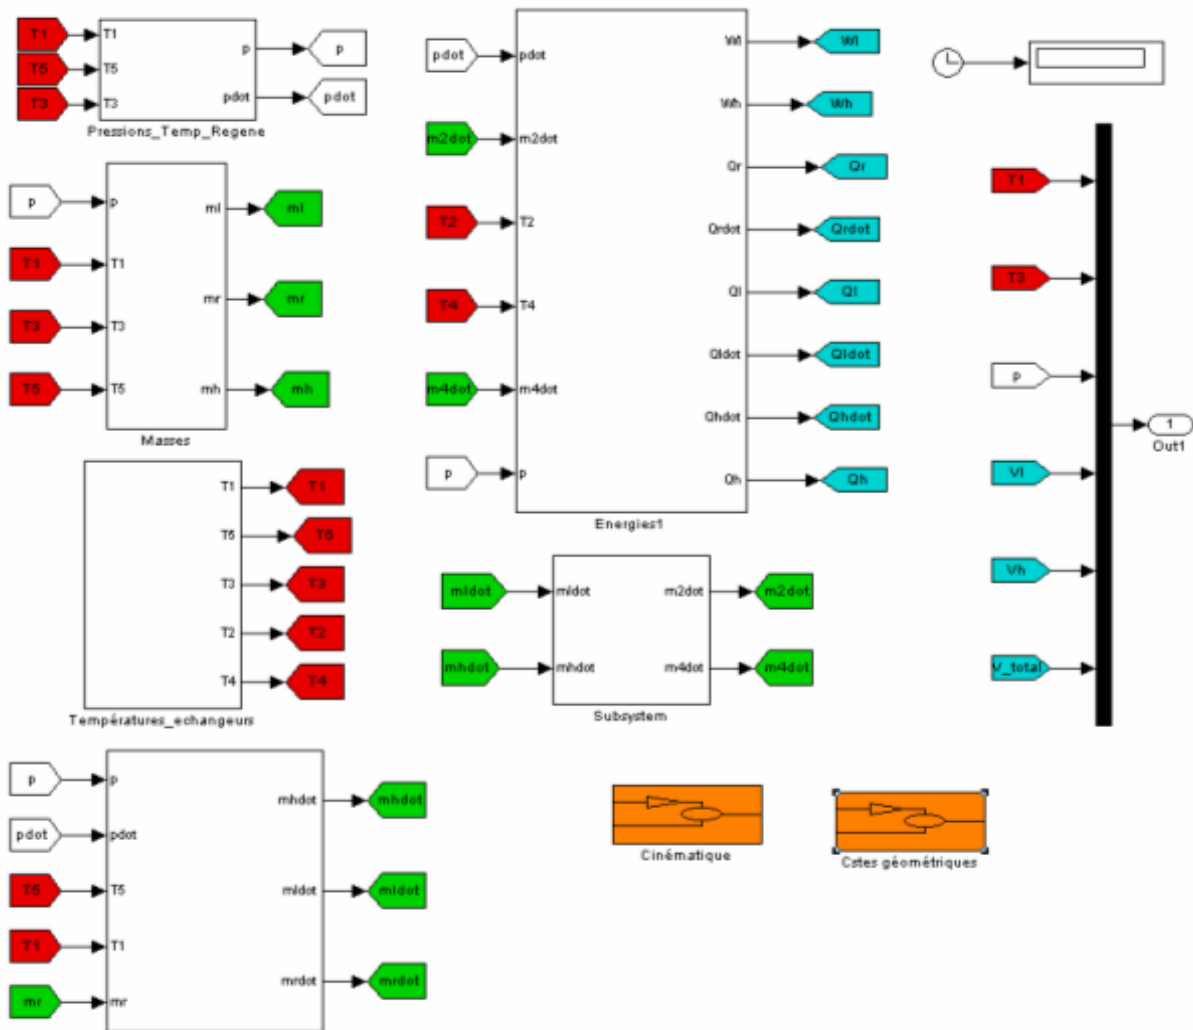 T1 T1
T5 T5
T3 T3
p p
pdot pdot
Pressions_Temp_Regene
p p
T1 T1
T3 T3
T5 T5
ml ml
mr mr
mh mh
Masses
T1 T1
T5 T5
T3 T3
T2 T2
T4 T4
Températures_echangeurs
p p
pdot pdot
T5 T5
T1 T1
mr mr
mhdot mhdot
mldot mldot
mrdot mrdot
pdot pdot
m2dot m2dot
T2 T2
T4 T4
m4dot m4dot
p p
Wl Wl
Wh Wh
Qr Qr
Qrdot Qrdot
Ql Ql
Qldot Qldot
Qhdot Qhdot
Qh Qh
Energies1
mldot mldot
mhdot mhdot
m2dot m2dot
m4dot m4dot
Subsystem
Cinématique
Cstes géométriques
T1
T3
p
Vl
Vh
V_total
1
Out1